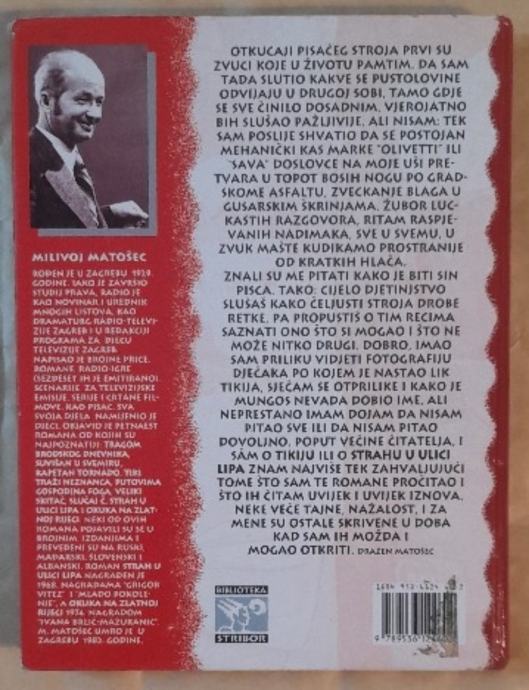 MILIVOJ MATOŠEC
ROĐEN JE U ZAGREBU 1929.
GODINE. IAKO JE ZAVRŠIO
STUDIJ PRAVA, RADIO JE
KAO NOVINAR I UREDNIK
MNOGIH LISTOVA, KAO
DRAMATURG RADIO-TELEVI-
ZIJE ZAGREB I U REDAKCIJI
PROGRAMA ZA DJECU
TELEVIZIJE ZAGREB.
NAPISAO JE BROJNE PRIČE,
ROMANE, RADIO-IGRE
(ŠEZDESET IH JE EMITIRANO),
SCENARIJE ZA TELEVIZIJSKE
EMISIJE, SERIJE I CRTANE FIL-
MOVE. KAO PISAC, SVA
SVOJA DJELA NAMIJENIO JE
DJECI. OBJAVIO JE PETNAEST
ROMANA OD KOJIH SU
NAJPOZNATIJI: TRAGOM
BRODSKOG DNEVNIKA,
SUVIŠAN U SVEMIRU,
KAPETAN TORNADO, TIKI
TRAŽI NEZNANCA, PUTOVIMA
GOSPODINA FOGA, VELIKI
SKITAČ, SLUČAJ Č, STRAH U
ULICI LIPA I OKUKA NA ZLAT-
NOJ RIJECI. NEKI OD OVIH
ROMANA POJAVILI SU SE U
BROJNIM IZDANJIMA I
PREVEDENI SU NA RUSKI,
MAĐARSKI, SLOVENSKI I
ALBANSKI. ROMAN STRAH U
ULICI LIPA NAGRAĐEN JE
1968. NAGRADAMA "GRIGOR
VITEZ" I "MLADO POKOLE-
NJE", A OKUKA NA ZLATNOJ
RIJECI 1974. NAGRADOM
"IVANA BRLIĆ-MAŽURANIĆ".
M. MATOŠEC UMRO JE U
ZAGREBU 1982. GODINE.
OTKUCAJI PISAĆEG STROJA PRVI SU
ZVUCI KOJE U ŽIVOTU PAMTIM. DA SAM
TADA SLUTIO KAKVE SE PUSTOLOVINE
ODVIJAJU U DRUGOJ SOBI, TAMO GDJE
SE SVE ČINILO DOSADNIM, VJEROJATNO
BIH SLUŠAO PAŽLJIVIJE, ALI NISAM: TEK
SAM POSLIJE SHVATIO DA SE POSTOJAN
MEHANIČKI KAS MARKE "OLIVETTI" ILI
"SAVA" DOSLOVCE NA MOJE UŠI PRE-
TVARA U TOPOT BOSIH NOGU PO GRAD-
SKOME ASFALTU, ZVECKANJE BLAGA U
GUSARSKIM ŠKRINJAMA, ŽUBOR LUC-
KASTIH RAZGOVORA, RITAM RASPJE-
VANIH NADIMAKA, SVE U SVEMU, U
ZVUK MAŠTE KUDIKAMO PROSTRANIJE
OD KRATKIH HLAČA.
ZNALI SU ME PITATI KAKO JE BITI SIN
PISCA. TAKO: CIJELO DJETINJSTVO
SLUŠAŠ KAKO ČELJUSTI STROJA DROBE
RETKE, PA PROPUSTIŠ O TIM RECIMA
SAZNATI ONO ŠTO SI MOGAO I ŠTO NE
MOŽE NITKO DRUGI. DOBRO, IMAO
SAM PRILIKU VIDJETI FOTOGRAFIJU
DJEČAKA PO KOJEM JE NASTAO LIK
TIKIJA, SJEĆAM SE OTPRILIKE I KAKO JE
MUNGOS NEVADA DOBIO IME, ALI
NEPRESTANO IMAM DOJAM DA NISAM
PITAO SVE ILI DA NISAM PITAO
DOVOLJNO. POPUT VEĆINE ČITATELJA, I
SÂM O TIKIJU ILI O STRAHU U ULICI
LIPA ZNAM NAJVIŠE TEK ZAHVALJUJUĆI
TOME ŠTO SAM TE ROMANE PROČITAO I
ŠTO IH ČITAM UVIJEK I UVIJEK IZNOVA.
NEKE VEĆE TAJNE, NAŽALOST, I ZA
MENE SU OSTALE SKRIVENE U DOBA
KAD SAM IH MOŽDA I
MOGAO OTKRITI. DRAŽEN MATOŠEC
BIBLIOTEKA
STRIBOR